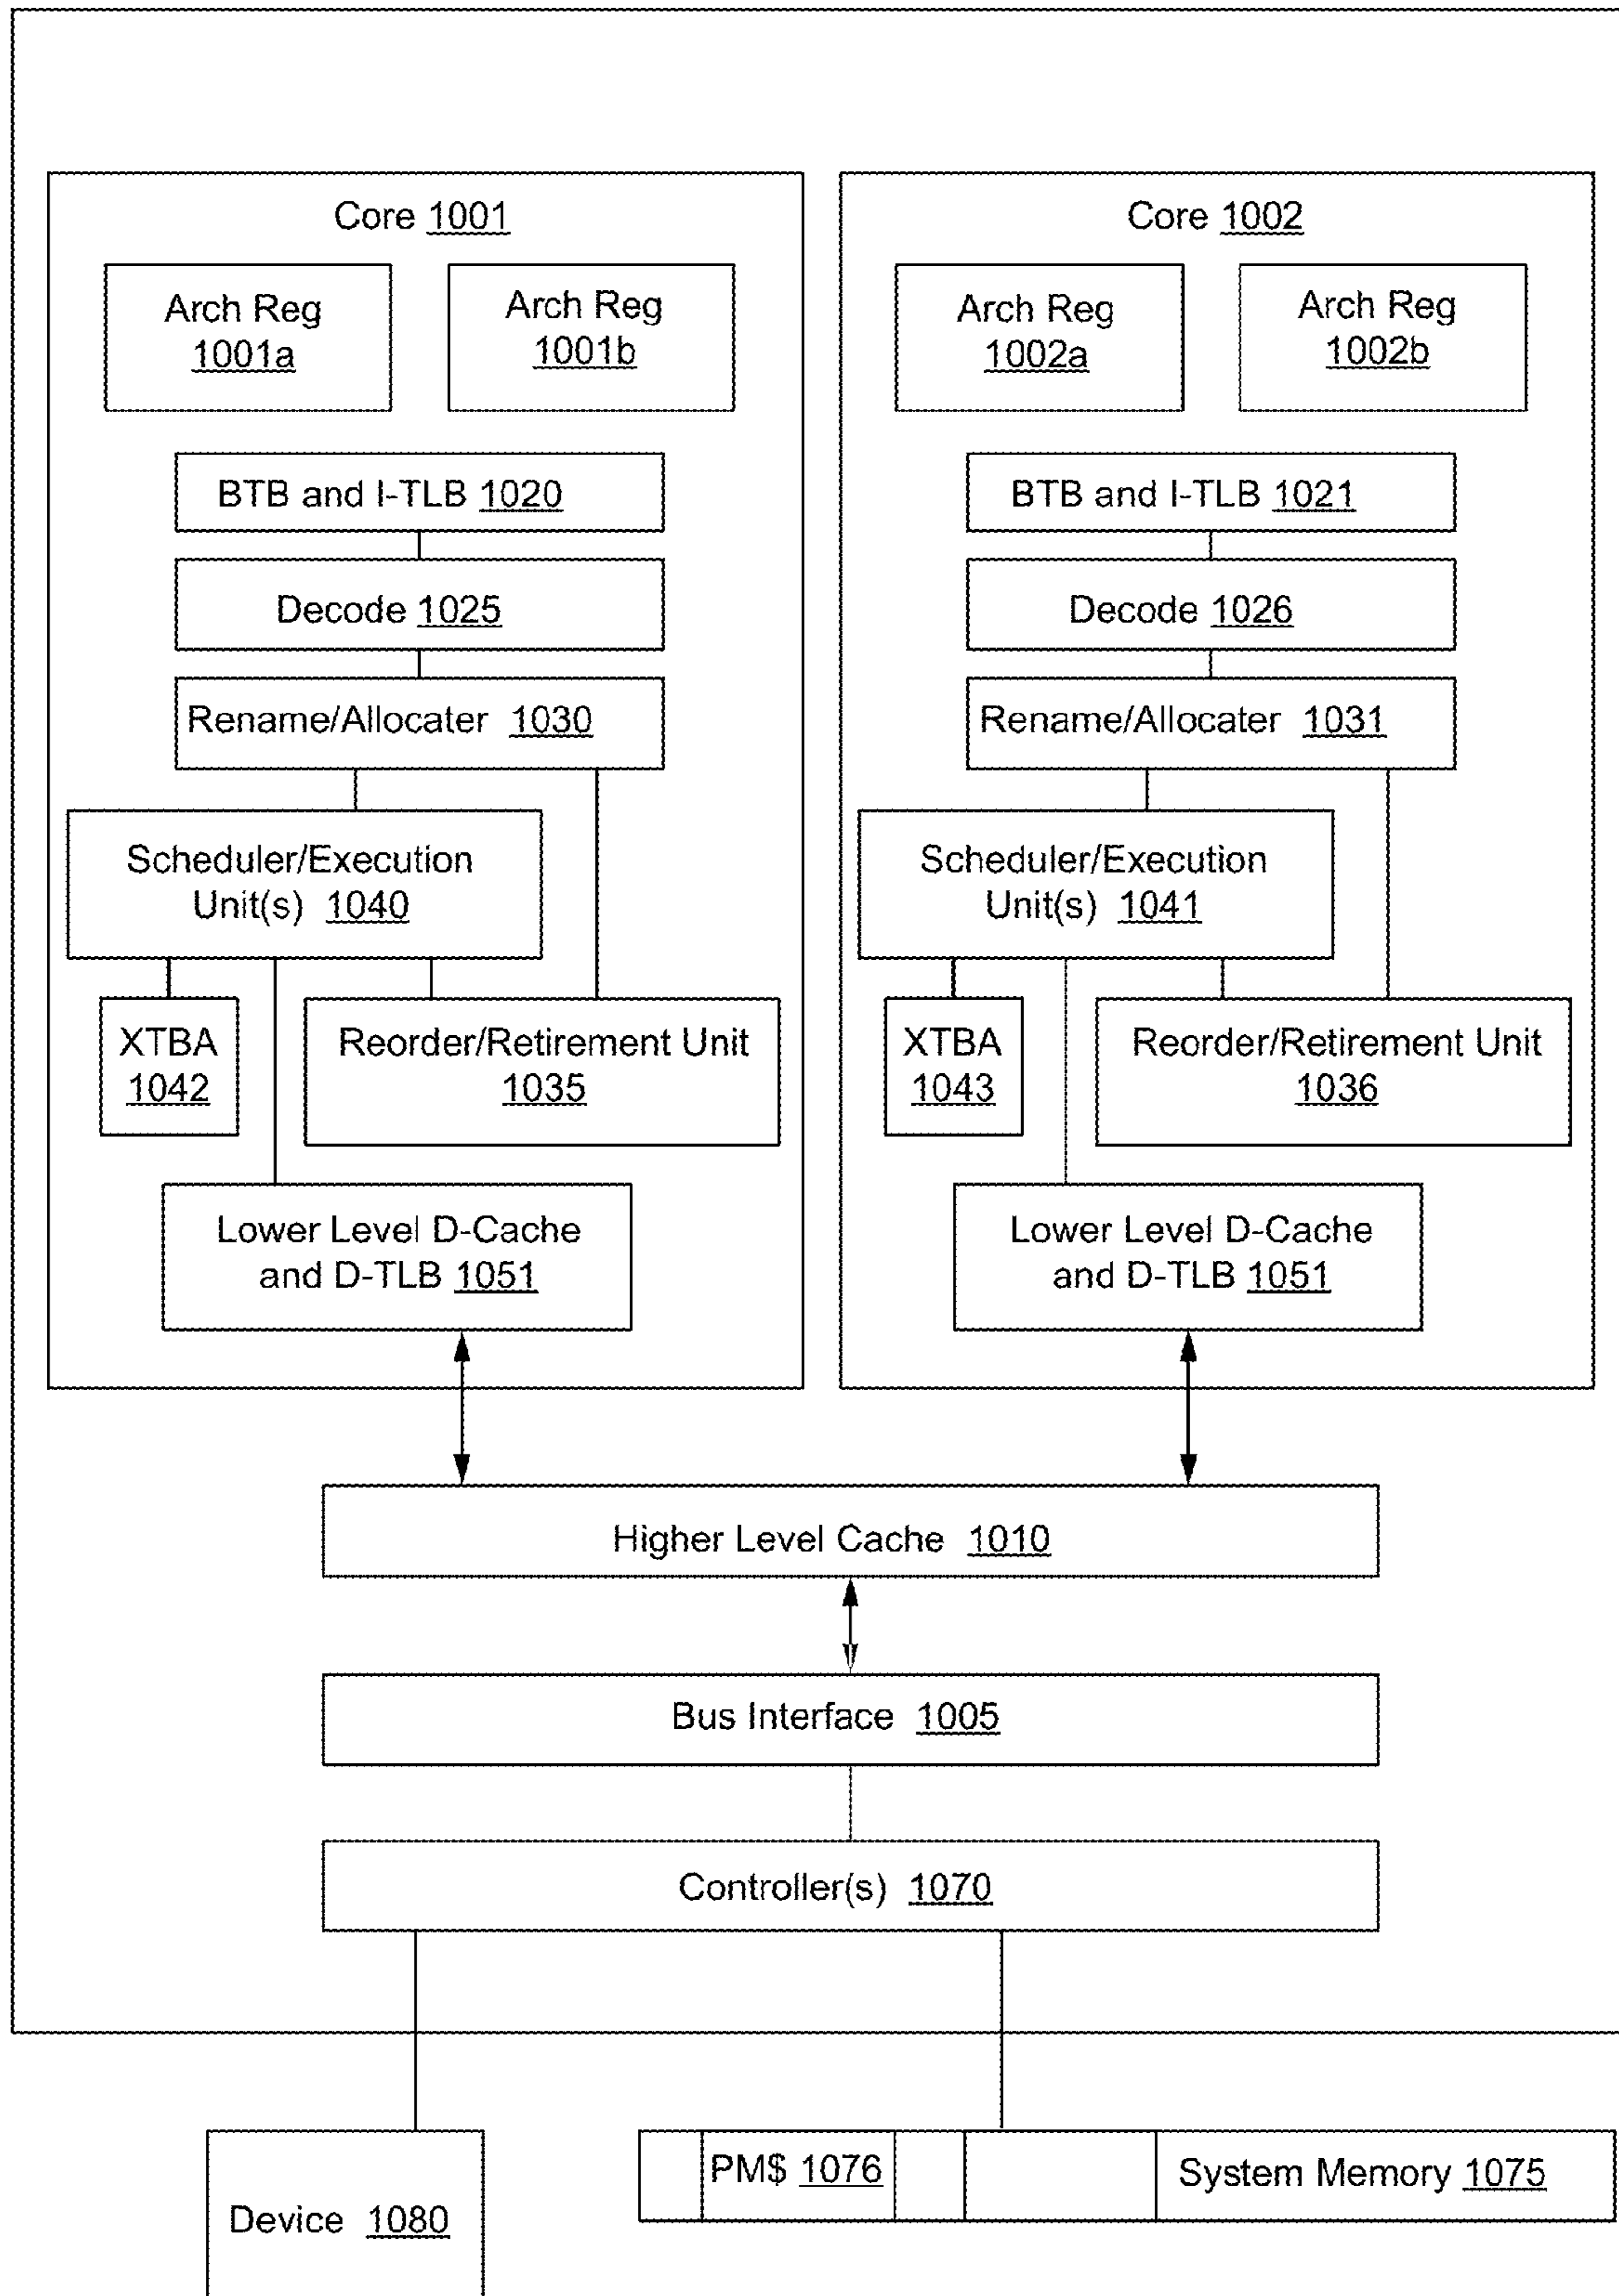 Core 1001
Arch Reg
1001a
Arch Reg
1001b
BTB and I-TLB 1020
Decode 1025
Rename/Allocater 1030
Scheduler/Execution
Unit(s) 1040
XTBA
1042
Reorder/Retirement Unit
1035
Lower Level D-Cache
and D-TLB 1051
Core 1002
Arch Reg
1002a
Arch Reg
1002b
BTB and I-TLB 1021
Decode 1026
Rename/Allocater 1031
Scheduler/Execution
Unit(s) 1041
XTBA
1043
Reorder/Retirement Unit
1036
Lower Level D-Cache
and D-TLB 1051
Higher Level Cache 1010
Bus Interface 1005
Controller(s) 1070
Device 1080
PM$ 1076
System Memory 1075